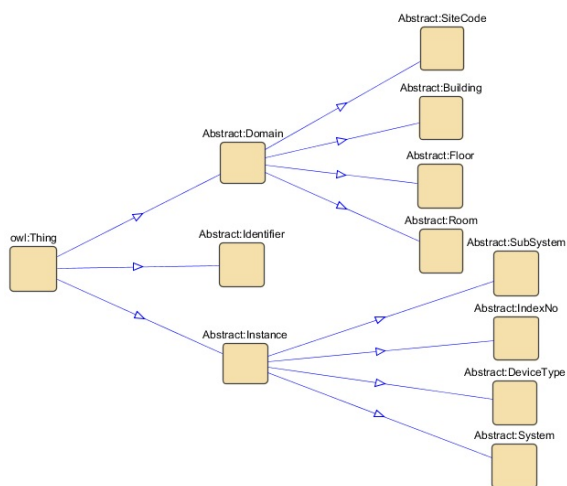 Abstract:SiteCode
Abstract:Building
Abstract:Domain
Abstract:Floor
Abstract:Room
owl:Thing
Abstract:Identifier
Abstract:SubSystem
Abstract:IndexNo
Abstract:Instance
Abstract:DeviceType
Abstract:System